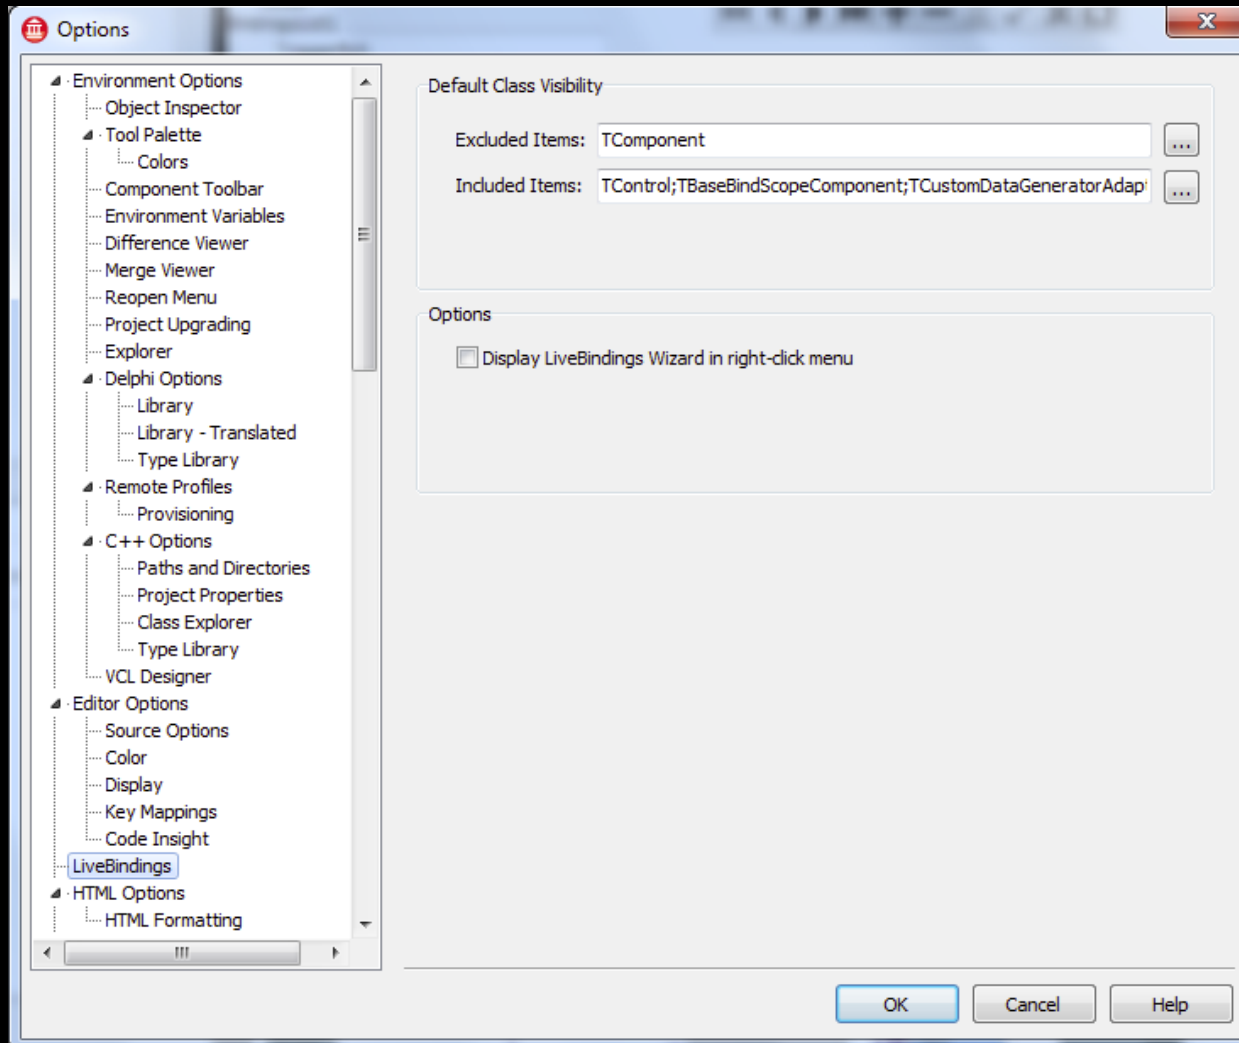 Options
Environment Options
Object Inspector
Tool Palette
Colors
Component Toolbar
Environment Variables
Difference Viewer
Merge Viewer
Reopen Menu
Project Upgrading
Explorer
Delphi Options
Library
Library - Translated
Type Library
Remote Profiles
Provisioning
C++ Options
Paths and Directories
Project Properties
Class Explorer
Type Library
VCL Designer
Editor Options
Source Options
Color
Display
Key Mappings
Code Insight
LiveBindings
HTML Options
HTML Formatting
Default Class Visibility
Excluded Items: TComponent ...
Included Items: TControl;TBaseBindScopeComponent;TCustomDataGeneratorAdapt ...
Options
Display LiveBindings Wizard in right-click menu
OK Cancel Help